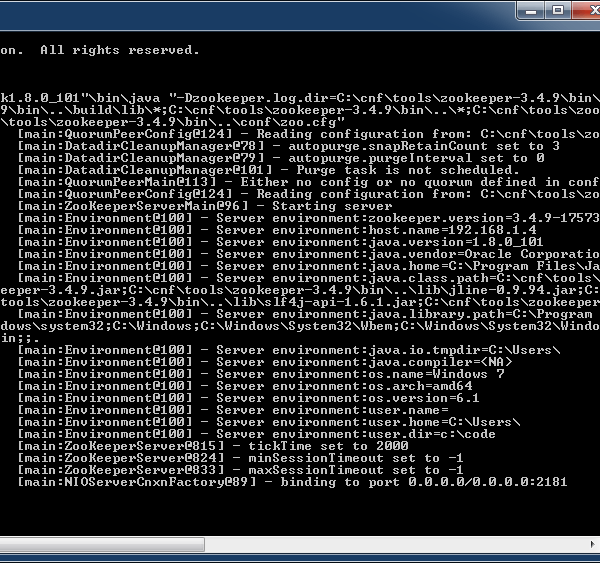 on.  All rights reserved.
k1.8.0_101"\bin\java "-Dzookeeper.log.dir=C:\cnf\tools\zookeeper-3.4.9\bin\
9\bin\..\build\lib\*;C:\cnf\tools\zookeeper-3.4.9\bin\..\*;C:\cnf\tools\zoo
\tools\zookeeper-3.4.9\bin\..\conf\zoo.cfg"
[main:QuorumPeerConfig@124] - Reading configuration from: C:\cnf\tools\zo
[main:DatadirCleanupManager@78] - autopurge.snapRetainCount set to 3
[main:DatadirCleanupManager@79] - autopurge.purgeInterval set to 0
[main:DatadirCleanupManager@101] - Purge task is not scheduled.
[main:QuorumPeerMain@113] - Either no config or no quorum defined in conf
[main:QuorumPeerConfig@124] - Reading configuration from: C:\cnf\tools\zo
[main:ZooKeeperServerMain@96] - Starting server
[main:Environment@100] - Server environment:zookeeper.version=3.4.9-17573
[main:Environment@100] - Server environment:host.name=192.168.1.4
[main:Environment@100] - Server environment:java.version=1.8.0_101
[main:Environment@100] - Server environment:java.vendor=Oracle Corporatio
[main:Environment@100] - Server environment:java.home=C:\Program Files\Ja
[main:Environment@100] - Server environment:java.class.path=C:\cnf\tools\
eeper-3.4.9.jar;C:\cnf\tools\zookeeper-3.4.9\bin\..\lib\jline-0.9.94.jar;C:
tools\zookeeper-3.4.9\bin\..\lib\slf4j-api-1.6.1.jar;C:\cnf\tools\zookeeper
[main:Environment@100] - Server environment:java.library.path=C:\Program
dows\system32;C:\Windows;C:\Windows\System32\Wbem;C:\Windows\System32\Windo
in;;.
[main:Environment@100] - Server environment:java.io.tmpdir=C:\Users\
[main:Environment@100] - Server environment:java.compiler=<NA>
[main:Environment@100] - Server environment:os.name=Windows 7
[main:Environment@100] - Server environment:os.arch=amd64
[main:Environment@100] - Server environment:os.version=6.1
[main:Environment@100] - Server environment:user.name=
[main:Environment@100] - Server environment:user.home=C:\Users\
[main:Environment@100] - Server environment:user.dir=c:\code
[main:ZooKeeperServer@815] - tickTime set to 2000
[main:ZooKeeperServer@824] - minSessionTimeout set to -1
[main:ZooKeeperServer@833] - maxSessionTimeout set to -1
[main:NIOServerCnxnFactory@89] - binding to port 0.0.0.0/0.0.0.0:2181